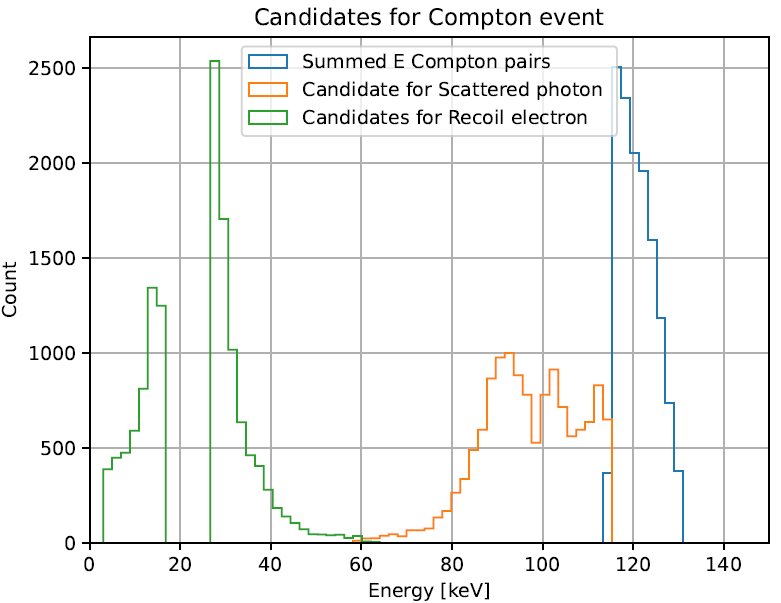 Candidates for Compton event
Summed E Compton pairs
Candidate for Scattered photon
Candidates for Recoil electron
Count
2500
2000
1500
1000
500
0
0 20 40 60 80 100 120 140
Energy [keV]